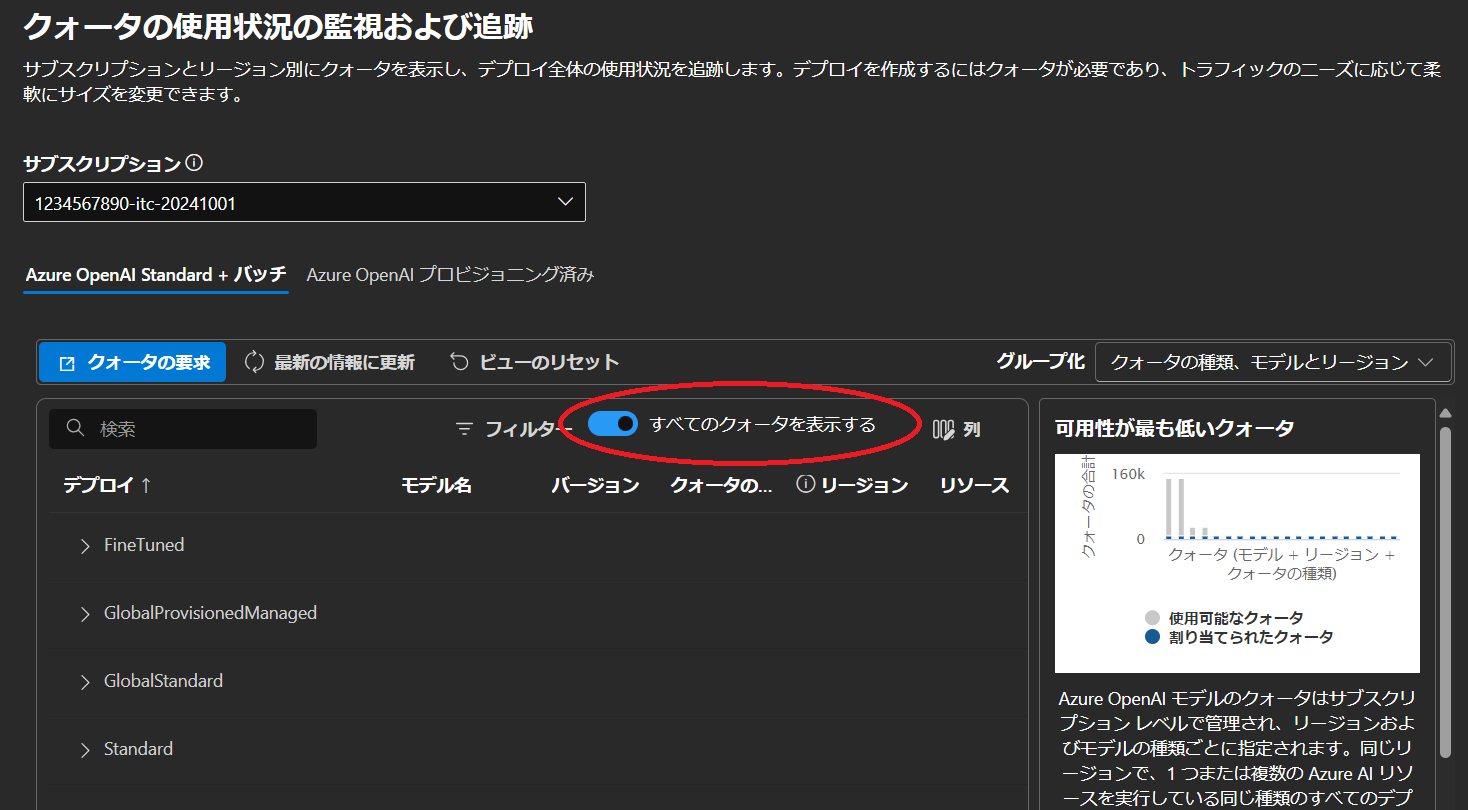 クォータの使用状況の監視および追跡
サブスクリプションとリージョン別にクォータを表示し、デプロイ全体の使用状況を追跡します。デプロイを作成するにはクォータが必要であり、トラフィックのニーズに応じて柔
軟にサイズを変更できます。
サブスクリプション
1234567890-itc-20241001
Azure OpenAI Standard + バッチ
Azure OpenAI プロビジョニング済み
クォータの要求
最新の情報に更新
ビューのリセット
グループ化
クォータの種類、モデルとリージョン
検索
フィルター
すべてのクォータを表示する
列
デプロイ ↑
モデル名
バージョン
クォータの...
リージョン
リソース
FineTuned
GlobalProvisionedManaged
GlobalStandard
Standard
可用性が最も低いクォータ
クォータの合計
160k
0
クォータ (モデル + リージョン +
クォータの種類)
使用可能なクォータ
割り当てられたクォータ
Azure OpenAI モデルのクォータはサブスクリ
プション レベルで管理され、リージョンおよ
びモデルの種類ごとに指定されます。同じリ
ージョンで、1 つまたは複数の Azure AI リソ
ースを実行している同じ種類のすべてのデプ